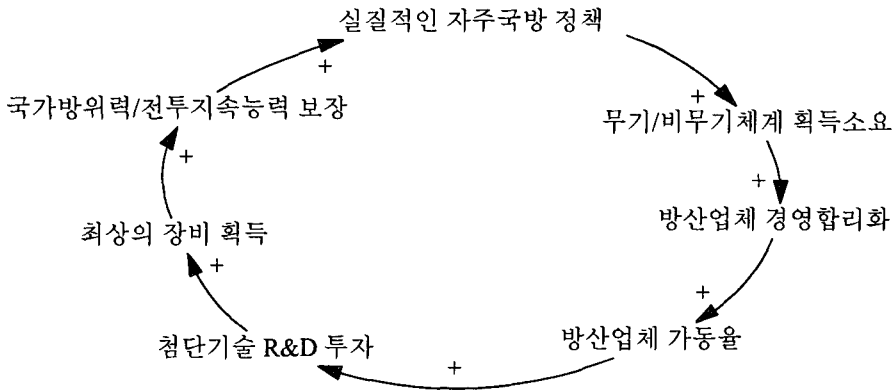 실질적인 자주국방 정책
+
+
국가방위력/전투지속능력 보장
무기/비무기체계 획득소요
+
+
최상의 장비 획득
방산업체 경영합리화
+
+
첨단기술 R&D 투자
방산업체 가동율
+